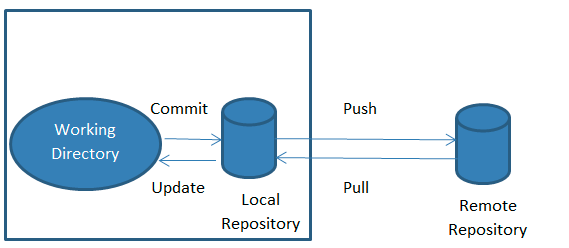 Commit
Push
Working
Directory
Update
Pull
Local
Repository
Remote
Repository